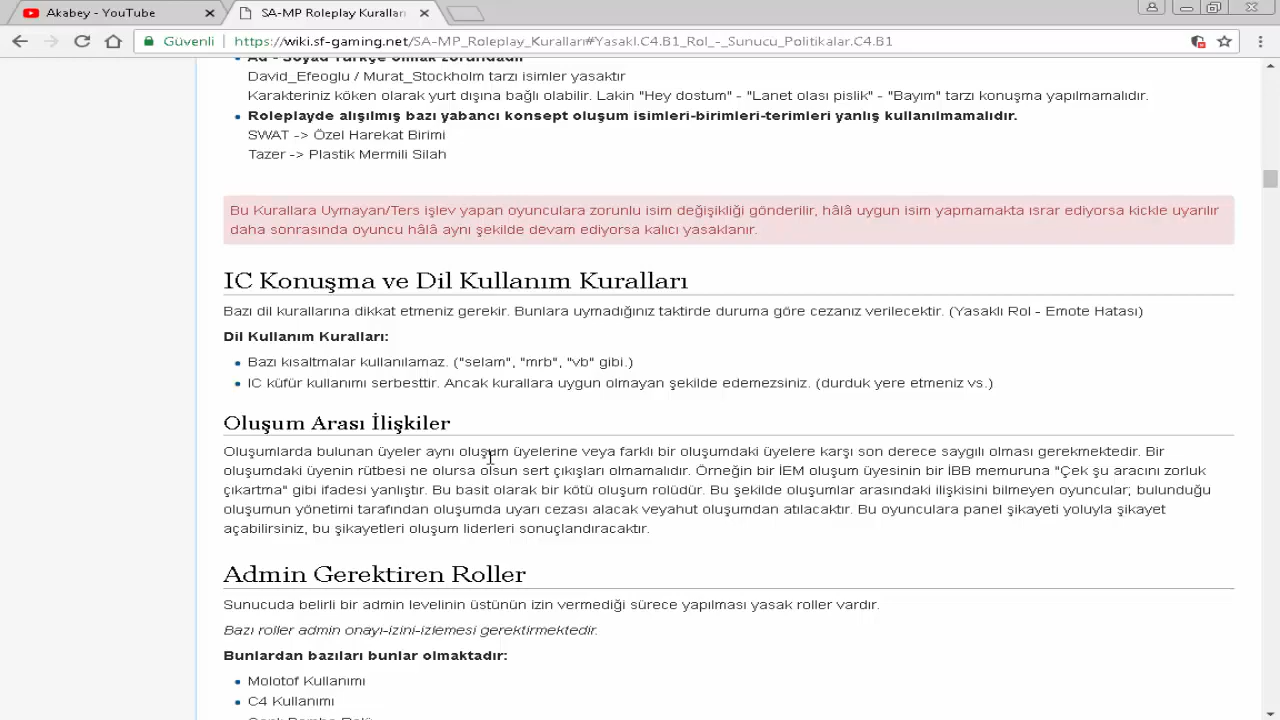 Akabey - YouTube
SA-MP Roleplay Kuralları
Güvenli
https://wiki.sf-gaming.net/SA-MP_Roleplay_Kuralları#Yasakl.C4.B1_Rol_-_Sunucu_Politikalar.C4.B1
Ad - Soyad Türkçe olmak zorundadır
David_Efeoglu / Murat_Stockholm tarzı isimler yasaktır
Karakteriniz köken olarak yurt dışına bağlı olabilir. Lakin "Hey dostum" - "Lanet olası pislik" - "Bayım" tarzı konuşma yapılmamalıdır.
Roleplayde alışılmış bazı yabancı konsept oluşum isimleri-birimleri-terimleri yanlış kullanılmamalıdır.
SWAT -> Özel Harekat Birimi
Tazer -> Plastik Mermili Silah
Bu Kurallara Uymayan/Ters işlev yapan oyunculara zorunlu isim değişikliği gönderilir, hâlâ uygun isim yapmamakta ısrar ediyorsa kickle uyarılır
daha sonrasında oyuncu hâlâ aynı şekilde devam ediyorsa kalıcı yasaklanır.
IC Konuşma ve Dil Kullanım Kuralları
Bazı dil kurallarına dikkat etmeniz gerekir. Bunlara uymadığınız taktirde duruma göre cezanız verilecektir. (Yasaklı Rol - Emote Hatası)
Dil Kullanım Kuralları:
Bazı kısaltmalar kullanılamaz. ("selam", "mrb", "vb" gibi.)
IC küfür kullanımı serbesttir. Ancak kurallara uygun olmayan şekilde edemezsiniz. (durduk yere etmeniz vs.)
Oluşum Arası İlişkiler
Oluşumlarda bulunan üyeler aynı oluşum üyelerine veya farklı bir oluşumdaki üyelere karşı son derece saygılı olması gerekmektedir. Bir
oluşumdaki üyenin rütbesi ne olursa olsun sert çıkışları olmamalıdır. Örneğin bir İEM oluşum üyesinin bir İBB memuruna "Çek şu aracını zorluk
çıkartma" gibi ifadesi yanlıştır. Bu basit olarak bir kötü oluşum rolüdür. Bu şekilde oluşumlar arasındaki ilişkisini bilmeyen oyuncular; bulunduğu
oluşumun yönetimi tarafından oluşumda uyarı cezası alacak veyahut oluşumdan atılacaktır. Bu oyunculara panel şikayeti yoluyla şikayet
açabilirsiniz, bu şikayetleri oluşum liderleri sonuçlandıracaktır.
Admin Gerektiren Roller
Sunucuda belirli bir admin levelinin üstünün izin vermediği sürece yapılması yasak roller vardır.
Bazı roller admin onayı-izini-izlemesi gerektirmektedir.
Bunlardan bazıları bunlar olmaktadır:
Molotof Kullanımı
C4 Kullanımı